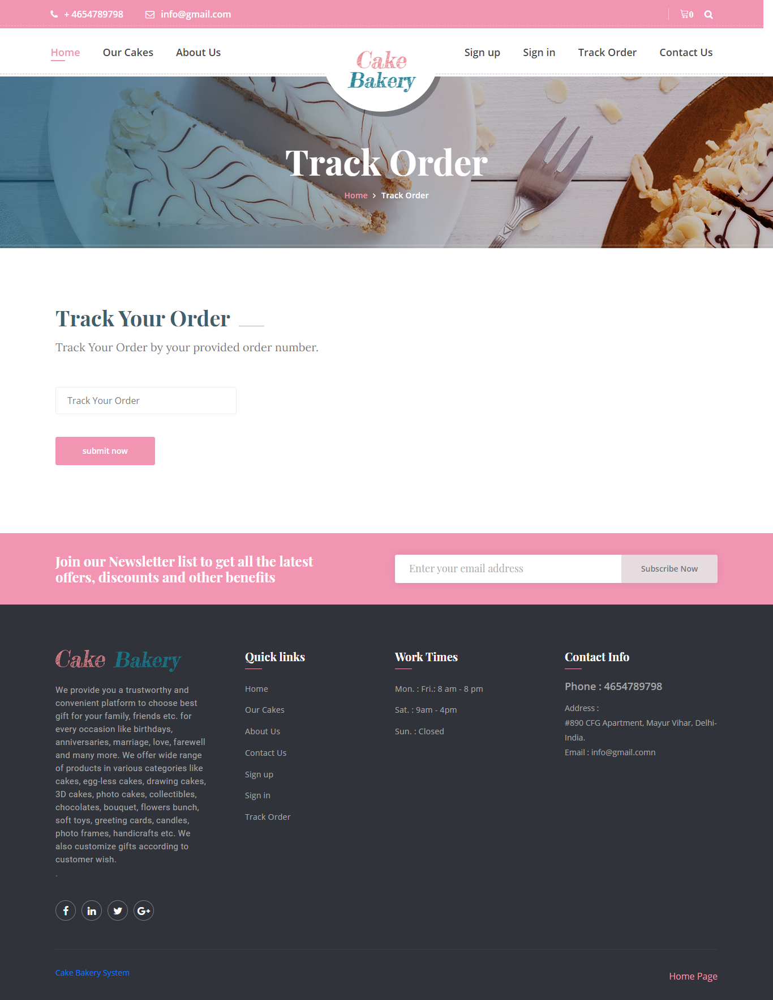 + 4654789798
info@gmail.com
0
Home
Our Cakes
About Us
Cake
Bakery
Sign up
Sign in
Track Order
Contact Us
Track Order
Home > Track Order
Track Your Order
Track Your Order by your provided order number.
Track Your Order
submit now
Join our Newsletter list to get all the latest
offers, discounts and other benefits
Enter your email address
Subscribe Now
Cake Bakery
We provide you a trustworthy and
convenient platform to choose best
gift for your family, friends etc. for
every occasion like birthdays,
anniversaries, marriage, love, farewell
and many more. We offer wide range
of products in various categories like
cakes, egg-less cakes, drawing cakes,
3D cakes, photo cakes, collectibles,
chocolates, bouquet, flowers bunch,
soft toys, greeting cards, candles,
photo frames, handicrafts etc. We
also customize gifts according to
customer wish.
.
Quick links
Home
Our Cakes
About Us
Contact Us
Sign up
Sign in
Track Order
Work Times
Mon. : Fri.: 8 am - 8 pm
Sat. : 9am - 4pm
Sun. : Closed
Contact Info
Phone : 4654789798
Address :
#890 CFG Apartment, Mayur Vihar, Delhi-
India.
Email : info@gmail.comn
Cake Bakery System
Home Page